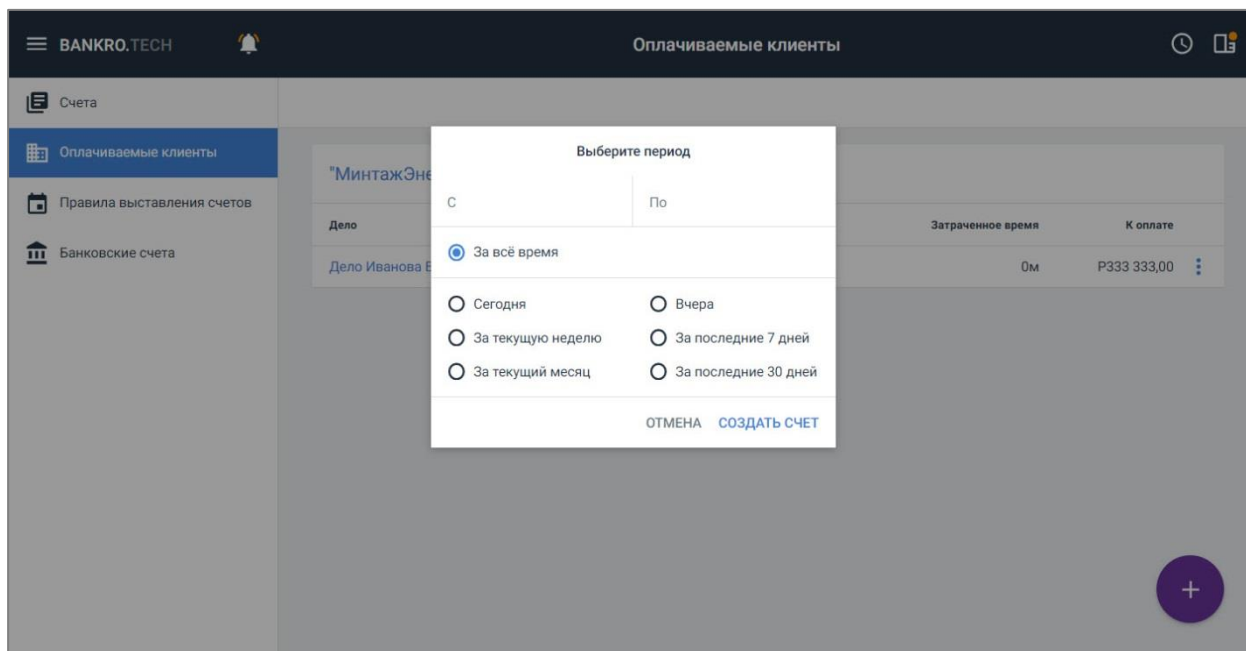 BANKRO.TECH
Оплачиваемые клиенты
Счета
Оплачиваемые клиенты
Правила выставления счетов
Банковские счета
"МинтажЭне
Дело
Затраченное время
К оплате
Дело Иванова
0м
Р333 333,00
Выберите период
С
По
За всё время
Сегодня
Вчера
За текущую неделю
За последние 7 дней
За текущий месяц
За последние 30 дней
ОТМЕНА
СОЗДАТЬ СЧЕТ